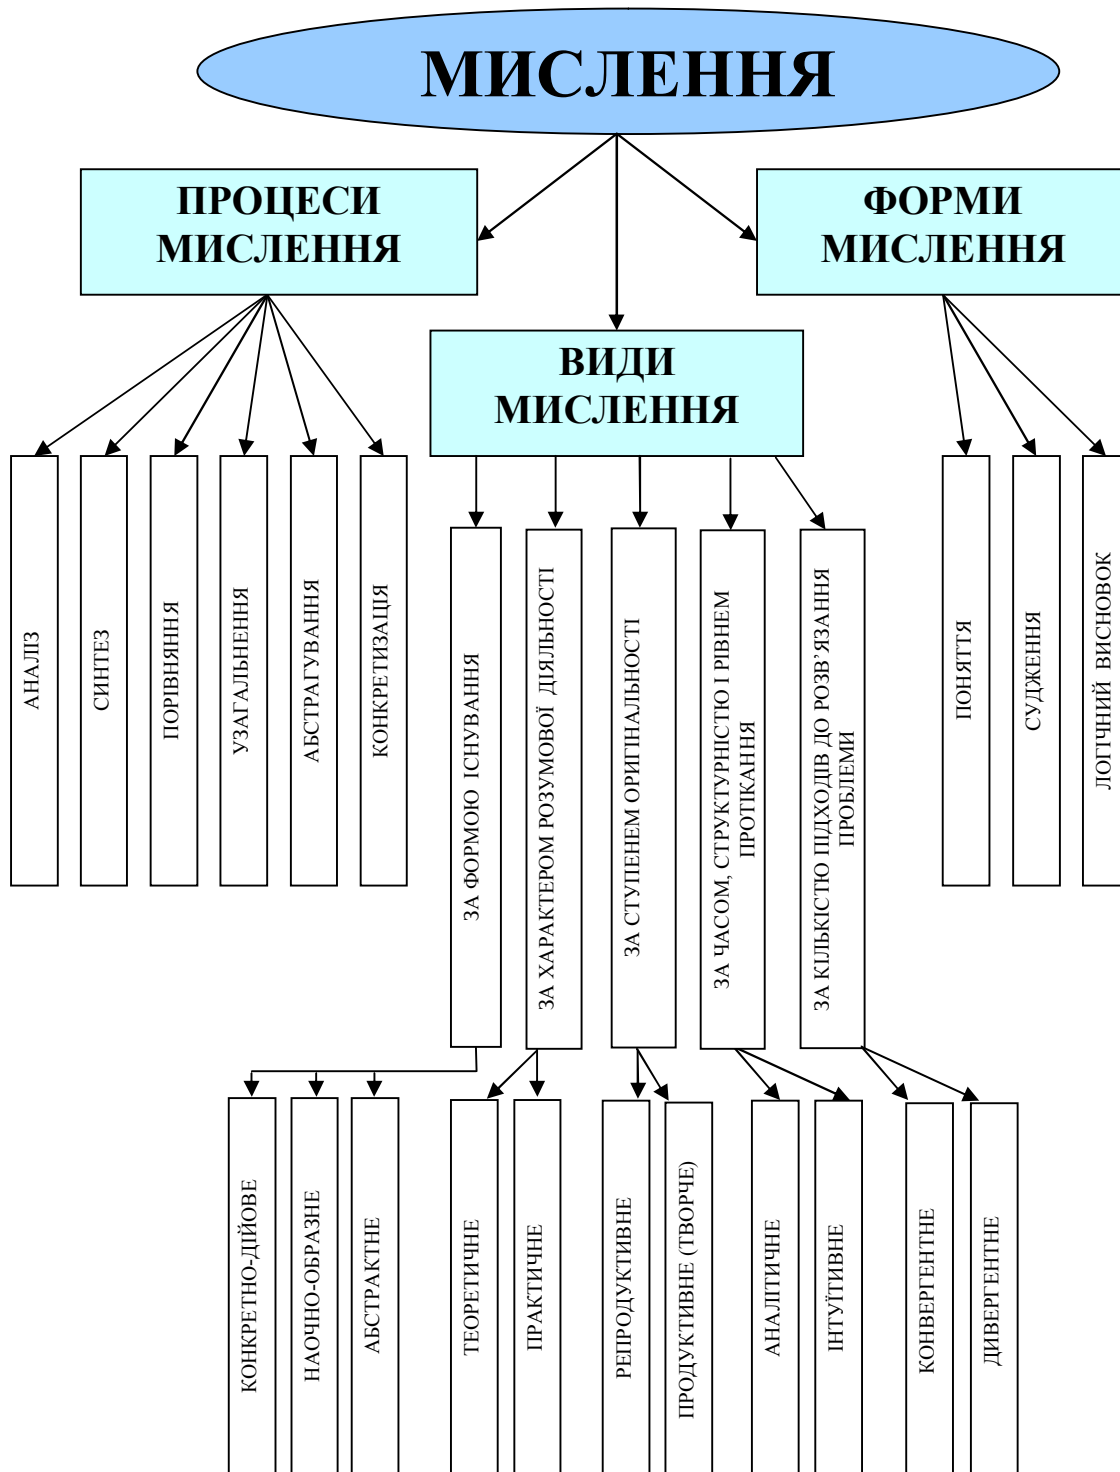 МИСЛЕННЯ
ПРОЦЕСИ
МИСЛЕННЯ
ФОРМИ
МИСЛЕННЯ
ВИДИ
МИСЛЕННЯ
АНАЛІЗ
СИНТЕЗ
ПОРІВНЯННЯ
УЗАГАЛЬНЕННЯ
АБСТРАГУВАННЯ
КОНКРЕТИЗАЦІЯ
ЗА ФОРМОЮ ІСНУВАННЯ
ЗА ХАРАКТЕРОМ РОЗУМОВОЇ ДІЯЛЬНОСТІ
ЗА СТУПЕНЕМ ОРИГІНАЛЬНОСТІ
ЗА ЧАСОМ, СТРУКТУРНІСТЮ І РІВНЕМ
ПРОТІКАННЯ
ЗА КІЛЬКІСТЮ ПІДХОДІВ ДО РОЗВ’ЯЗАННЯ
ПРОБЛЕМИ
ПОНЯТТЯ
СУДЖЕННЯ
ЛОГІЧНИЙ ВИСНОВОК
КОНКРЕТНО-ДІЙОВЕ
НАОЧНО-ОБРАЗНЕ
АБСТРАКТНЕ
ТЕОРЕТИЧНЕ
ПРАКТИЧНЕ
РЕПРОДУКТИВНЕ
ПРОДУКТИВНЕ (ТВОРЧЕ)
АНАЛІТИЧНЕ
ІНТУЇТИВНЕ
КОНВЕРГЕНТНЕ
ДИВЕРГЕНТНЕ